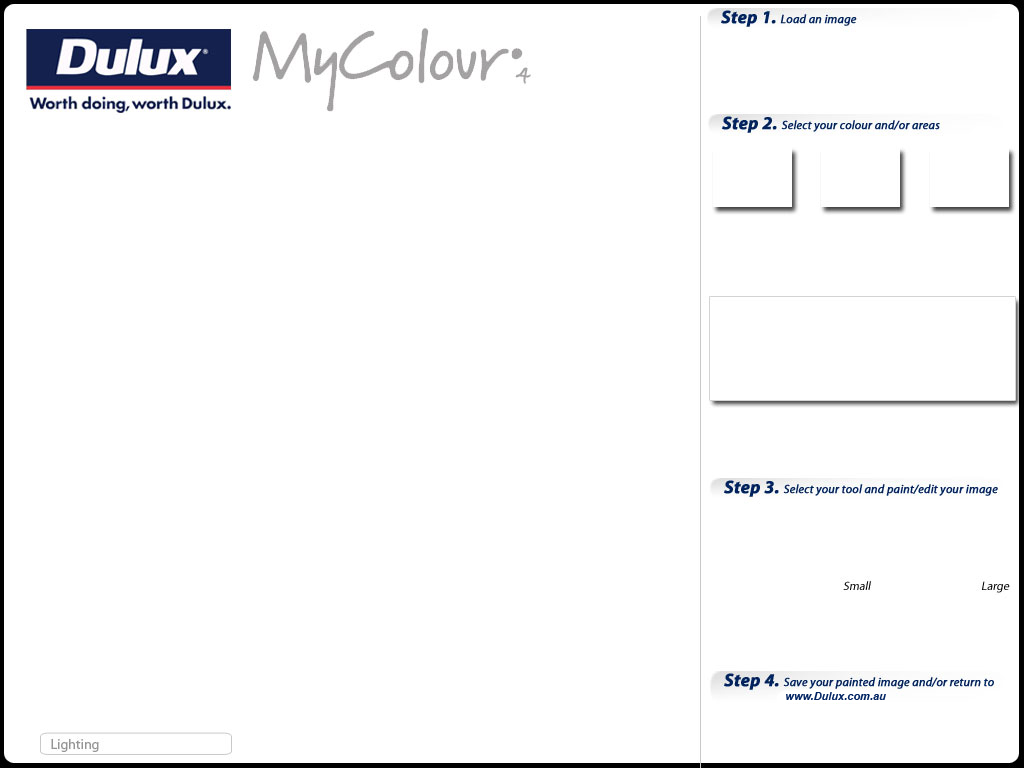 Dulux®
Worth doing, worth Dulux.
MyColour 4
Step 1. Load an image
Step 2. Select your colour and/or areas
Step 3. Select your tool and paint/edit your image
Small Large
Step 4. Save your painted image and/or return to
www.Dulux.com.au
Lighting